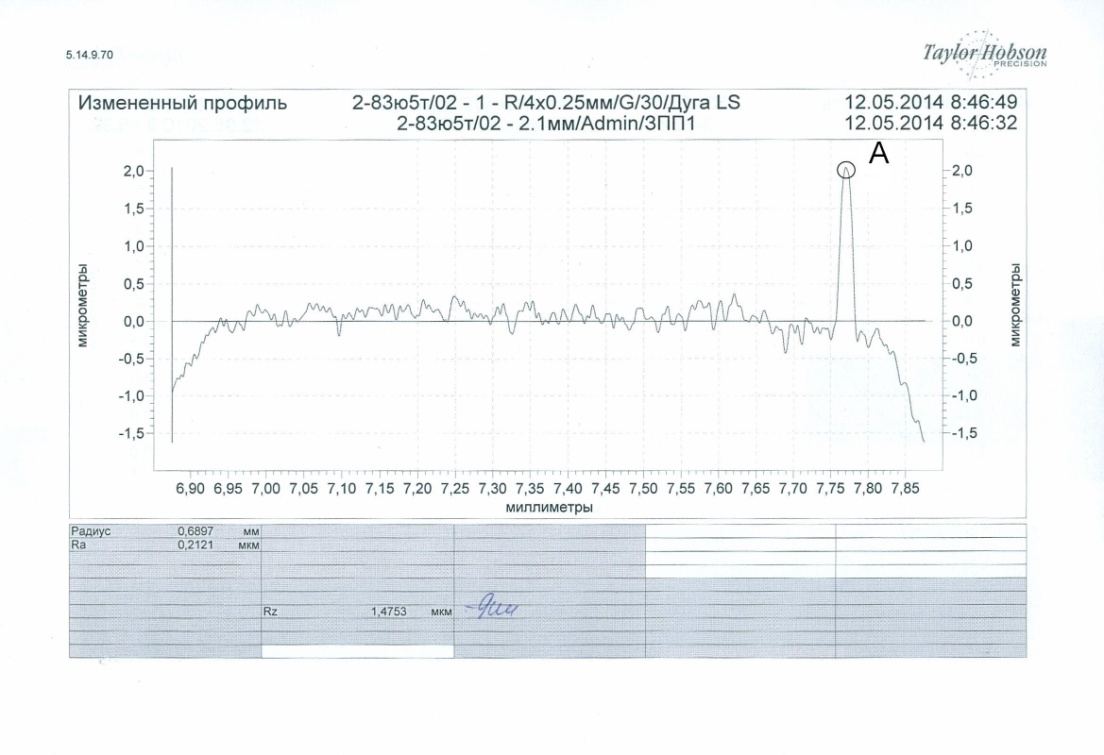 5.14.9.70
Taylor Hobson
PRECISION
Измененный профиль 2-83ю5т/02 - 1 - R/4x0.25мм/G/30/Дуга LS 12.05.2014 8:46:49
2-83ю5т/02 - 2.1мм/Admin/ЗПП1 12.05.2014 8:46:32
A
2,0 2,0
1,5 1,5
1,0 1,0
0,5 0,5
0,0 0,0
-0,5 -0,5
-1,0 -1,0
-1,5 -1,5
микрометры
микрометры
6,90 6,95 7,00 7,05 7,10 7,15 7,20 7,25 7,30 7,35 7,40 7,45 7,50 7,55 7,60 7,65 7,70 7,75 7,80 7,85
миллиметры
Радиус 0,6897 мм
Ra 0,2121 мкм
Rz 1,4753 мкм